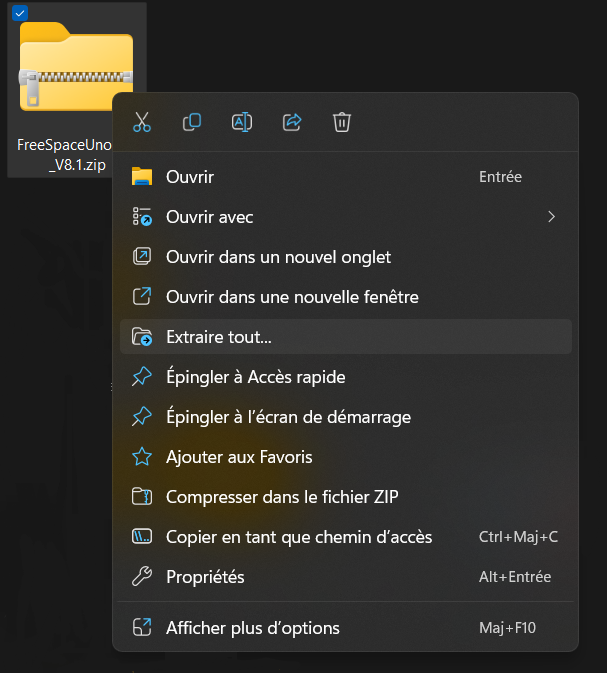 FreeSpaceUno
_V8.1.zip
Ouvrir Entrée
Ouvrir avec
Ouvrir dans un nouvel onglet
Ouvrir dans une nouvelle fenêtre
Extraire tout...
Épingler à Accès rapide
Épingler à l’écran de démarrage
Ajouter aux Favoris
Compresser dans le fichier ZIP
Copier en tant que chemin d’accès Ctrl+Maj+C
Propriétés Alt+Entrée
Afficher plus d’options Maj+F10